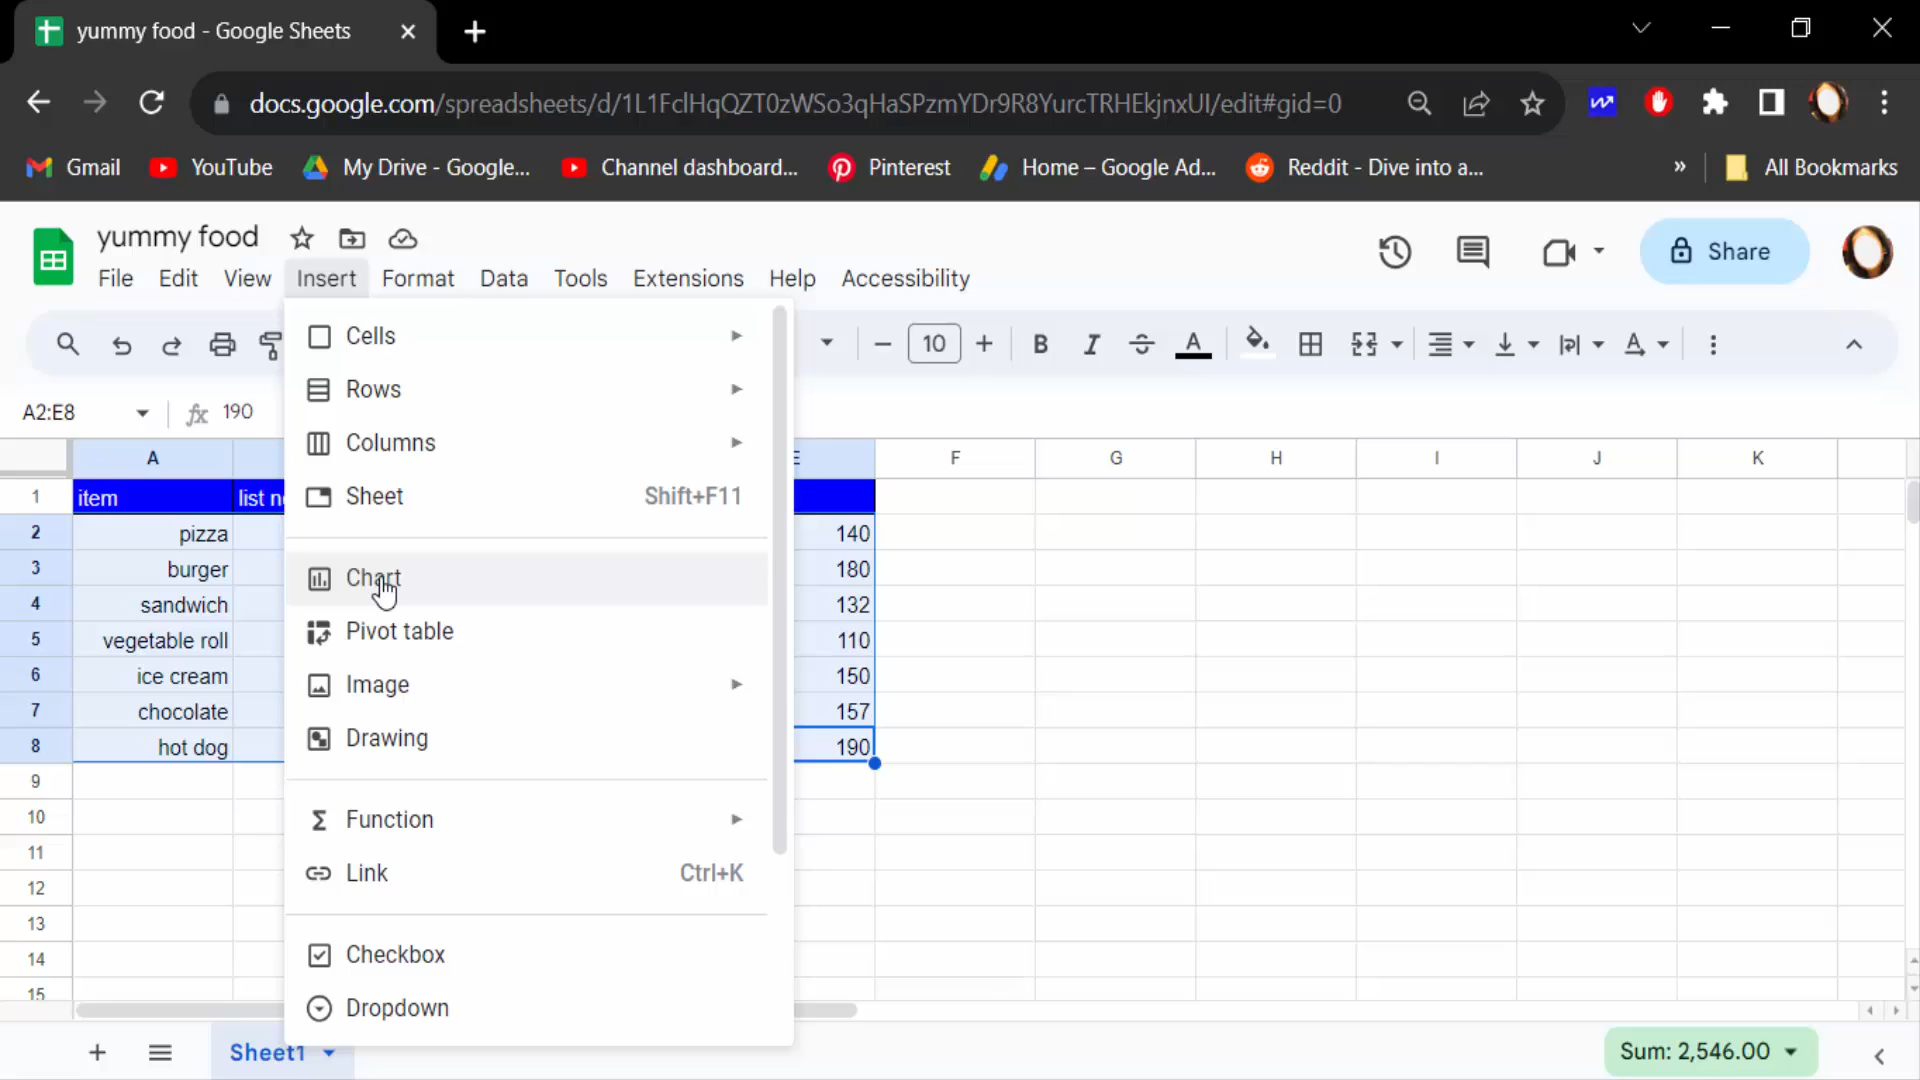 yummy food - Google Sheets
docs.google.com/spreadsheets/d/1L1FclHqQZT0zWSo3qHaSPzmYDr9R8YurcTRHEkjnxUI/edit#gid=0
Gmail YouTube My Drive - Google... Channel dashboard... Pinterest Home – Google Ad... Reddit - Dive into a... » All Bookmarks
yummy food
File Edit View Insert Format Data Tools Extensions Help Accessibility
Share
10
A2:E8 fx 190
Cells
Rows
Columns
Sheet Shift+F11
Chart
Pivot table
Image
Drawing
Function
Link Ctrl+K
Checkbox
Dropdown
A E F G H I J K
1 item list n
2 pizza 140
3 burger 180
4 sandwich 132
5 vegetable roll 110
6 ice cream 150
7 chocolate 157
8 hot dog 190
9
10
11
12
13
14
15
Sheet1
Sum: 2,546.00